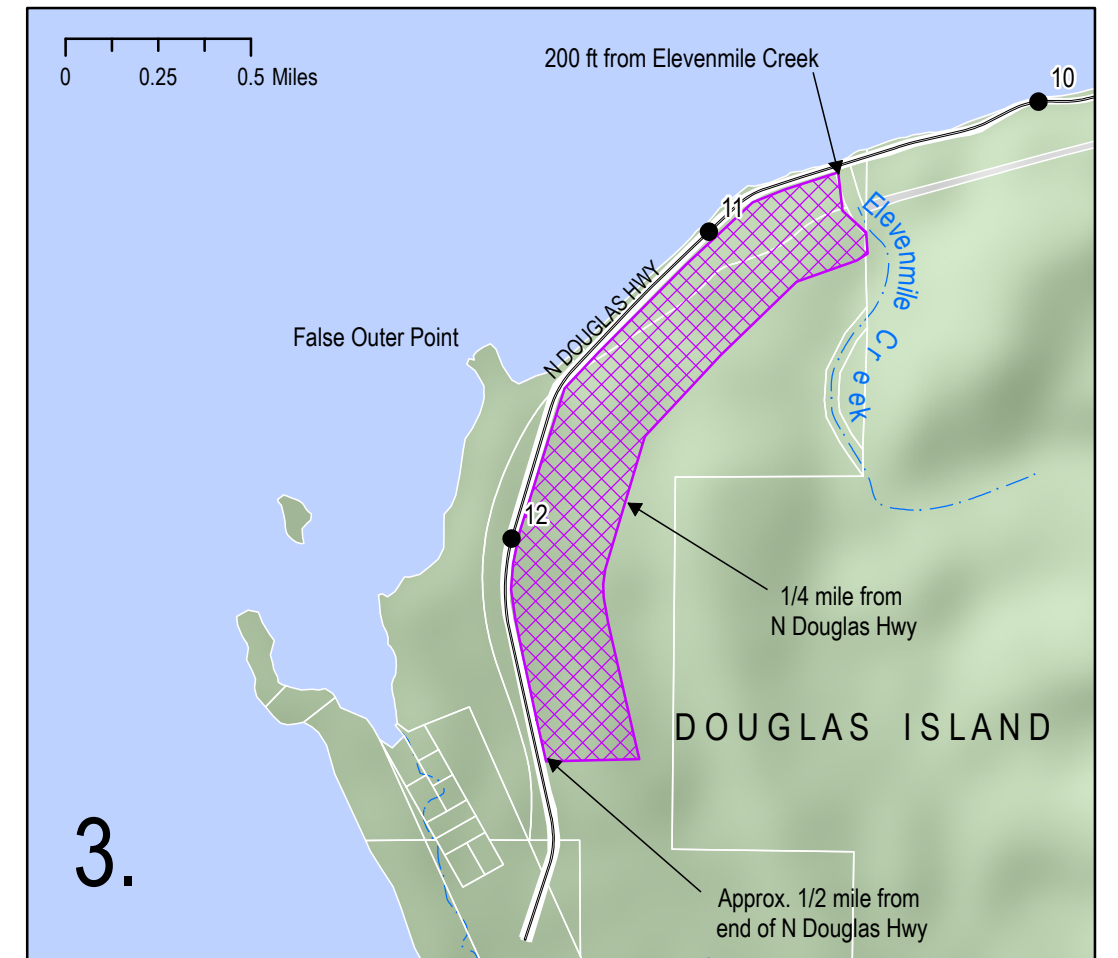 0 0.25 0.5 Miles
200 ft from Elevenmile Creek
10
11
Elevenmile Creek
N DOUGLAS HWY
False Outer Point
12
1/4 mile from
N Douglas Hwy
DOUGLAS ISLAND
3.
Approx. 1/2 mile from
end of N Douglas Hwy